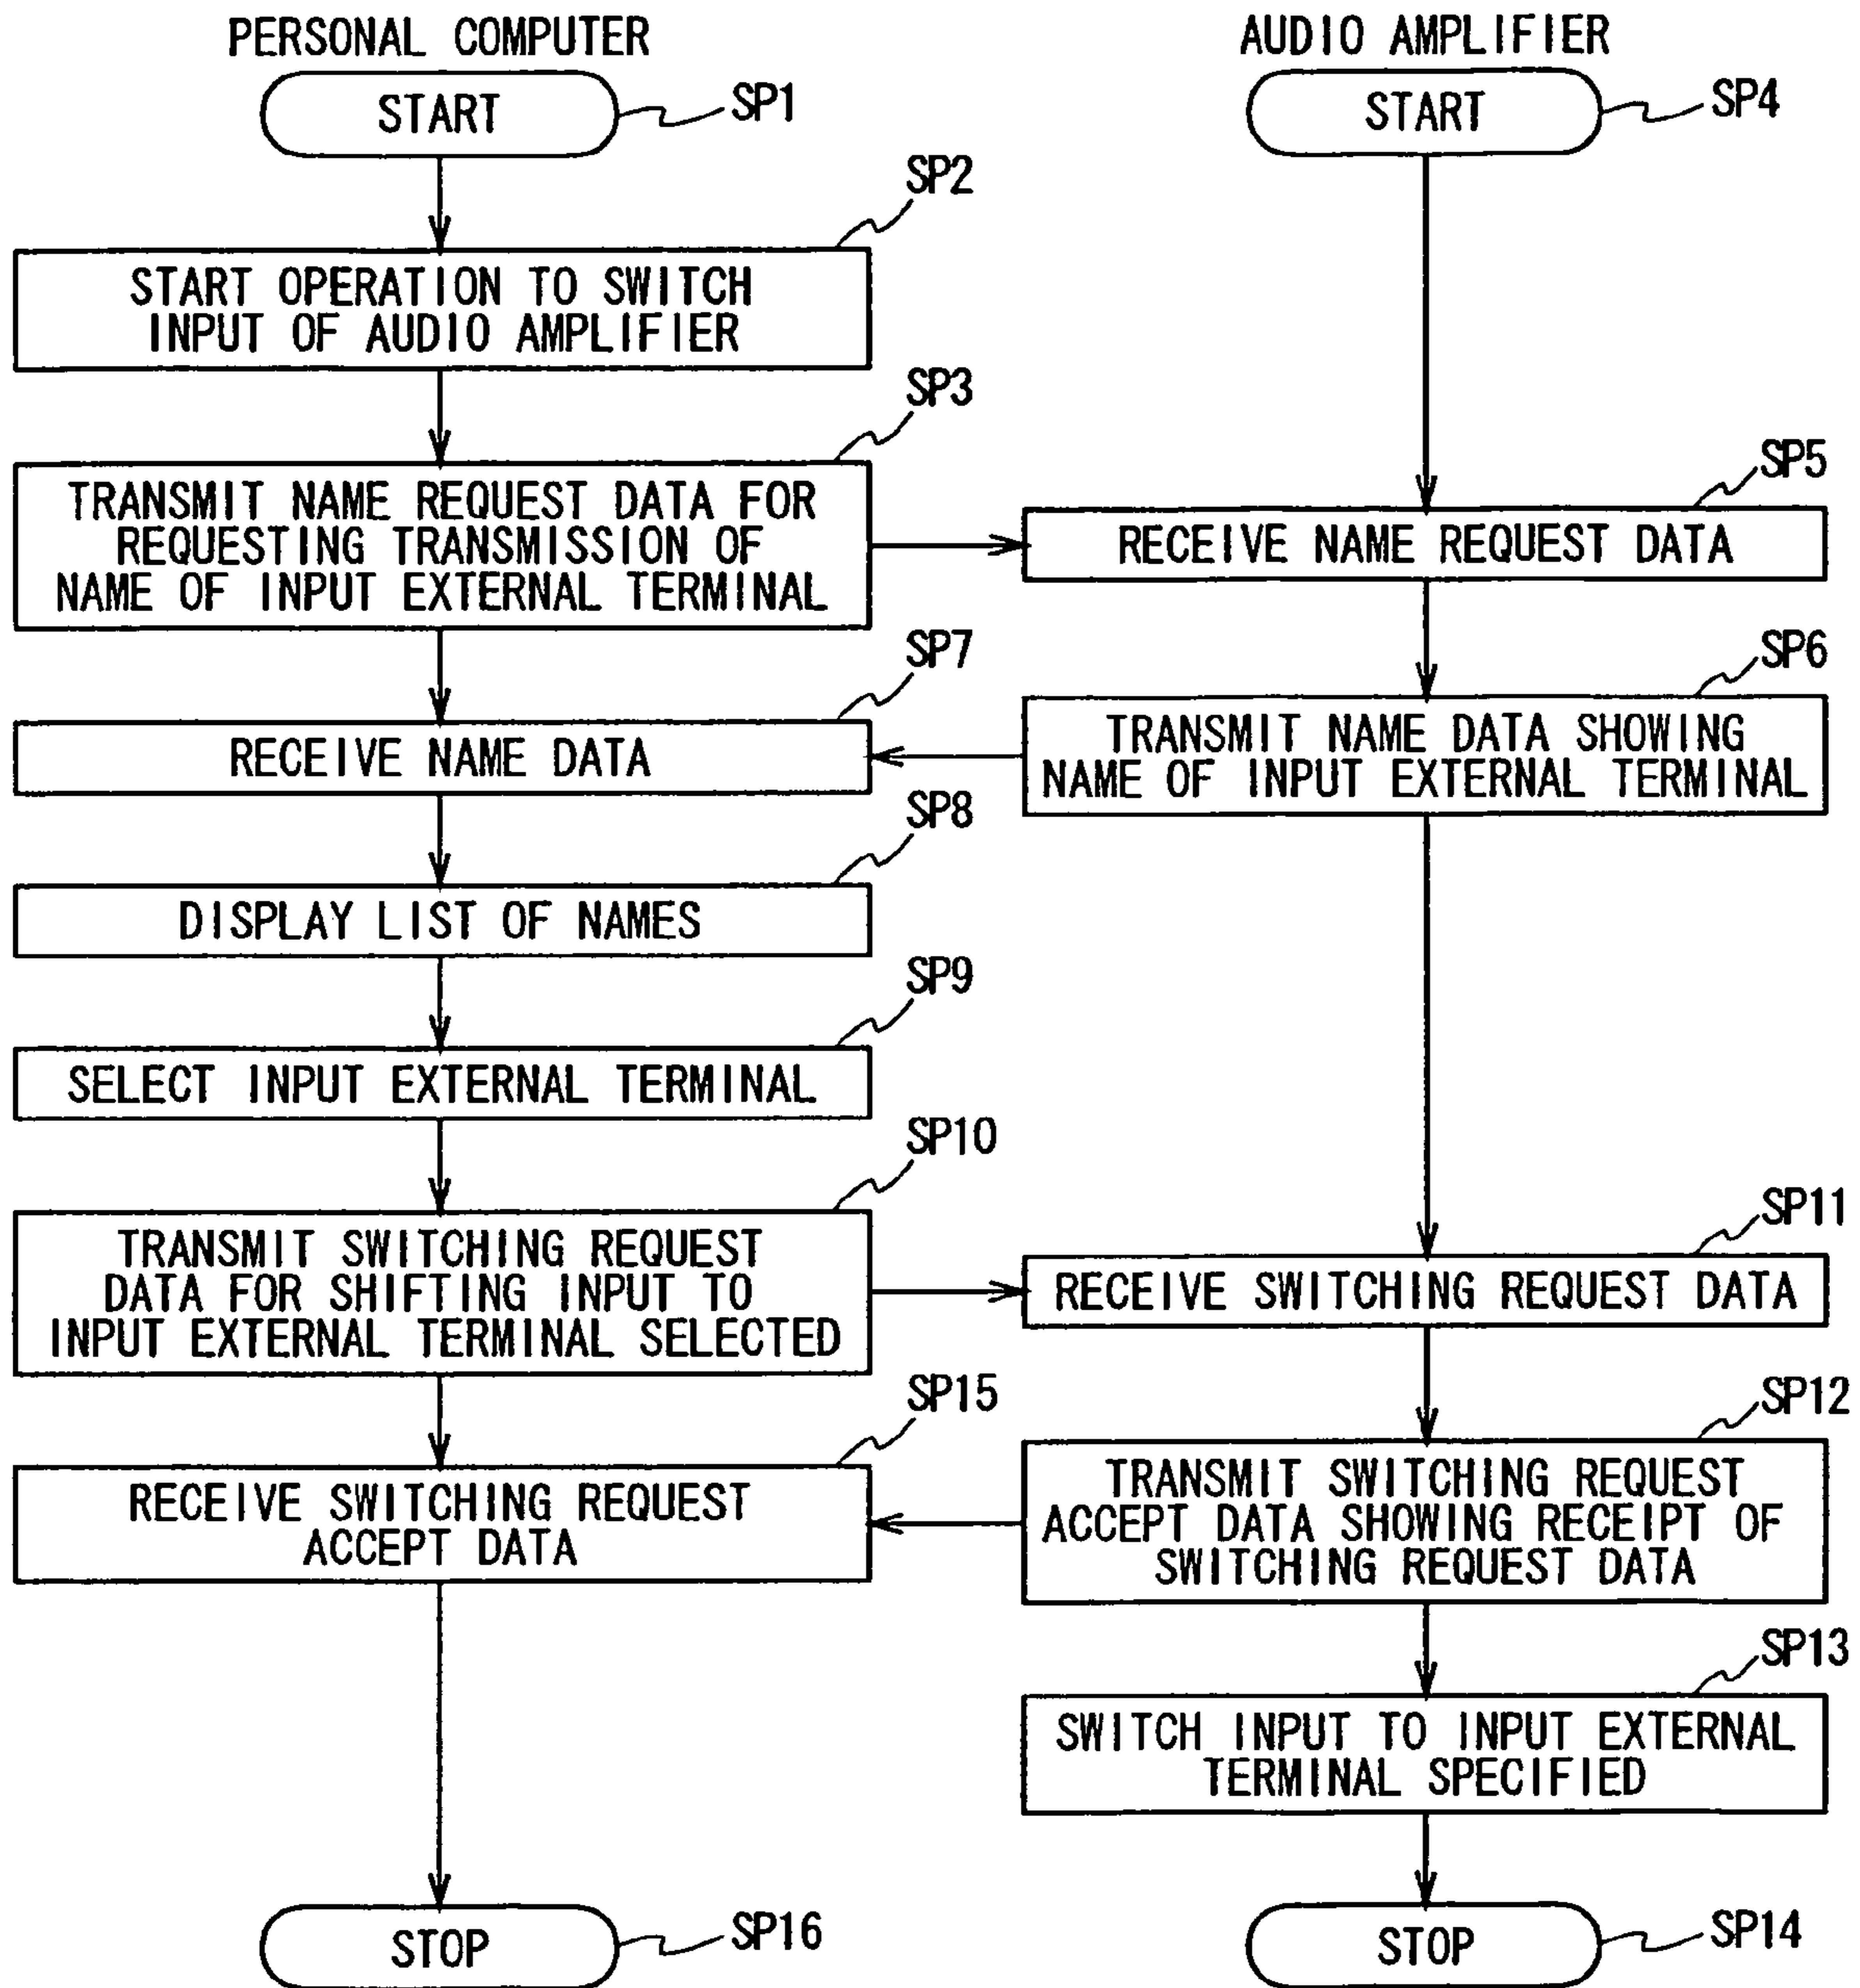 PERSONAL COMPUTER
START
SP1
SP2
START OPERATION TO SWITCH
INPUT OF AUDIO AMPLIFIER
SP3
TRANSMIT NAME REQUEST DATA FOR
REQUESTING TRANSMISSION OF
NAME OF INPUT EXTERNAL TERMINAL
SP7
RECEIVE NAME DATA
SP8
DISPLAY LIST OF NAMES
SP9
SELECT INPUT EXTERNAL TERMINAL
SP10
TRANSMIT SWITCHING REQUEST
DATA FOR SHIFTING INPUT TO
INPUT EXTERNAL TERMINAL SELECTED
SP15
RECEIVE SWITCHING REQUEST
ACCEPT DATA
STOP
SP16
AUDIO AMPLIFIER
START
SP4
SP5
RECEIVE NAME REQUEST DATA
SP6
TRANSMIT NAME DATA SHOWING
NAME OF INPUT EXTERNAL TERMINAL
SP11
RECEIVE SWITCHING REQUEST DATA
SP12
TRANSMIT SWITCHING REQUEST
ACCEPT DATA SHOWING RECEIPT OF
SWITCHING REQUEST DATA
SP13
SWITCH INPUT TO INPUT EXTERNAL
TERMINAL SPECIFIED
STOP
SP14